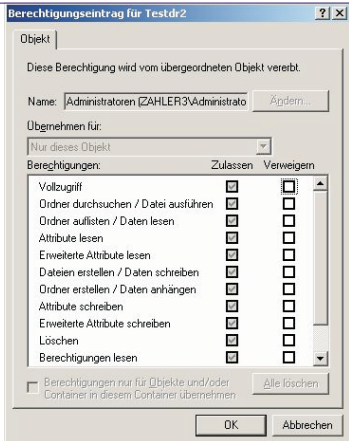 Berechtigungseintrag für Testdr2
Objekt
Diese Berechtigung wird vom übergeordneten Objekt vererbt.
Name: Administratoren (ZAHLER3\Administrato Ändern...
Übernehmen für:
Nur dieses Objekt
Berechtigungen: Zulassen Verweigern
Vollzugriff
Ordner durchsuchen / Datei ausführen
Ordner auflisten / Daten lesen
Attribute lesen
Erweiterte Attribute lesen
Dateien erstellen / Daten schreiben
Ordner erstellen / Daten anhängen
Attribute schreiben
Erweiterte Attribute schreiben
Löschen
Berechtigungen lesen
Berechtigungen nur für Objekte und/oder Alle löschen
Container in diesem Container übernehmen
OK Abbrechen